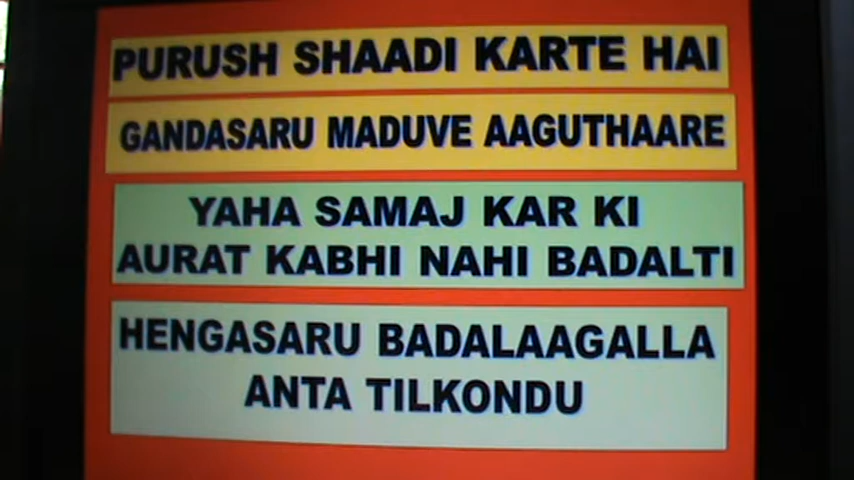 PURUSH SHAADI KARTE HAI
GANDASARU MADUVE AAGUTHAARE
YAHA SAMAJ KAR KI
AURAT KABHI NAHI BADALTI
HENGASARU BADALAAGALLA
ANTA TILKONDU